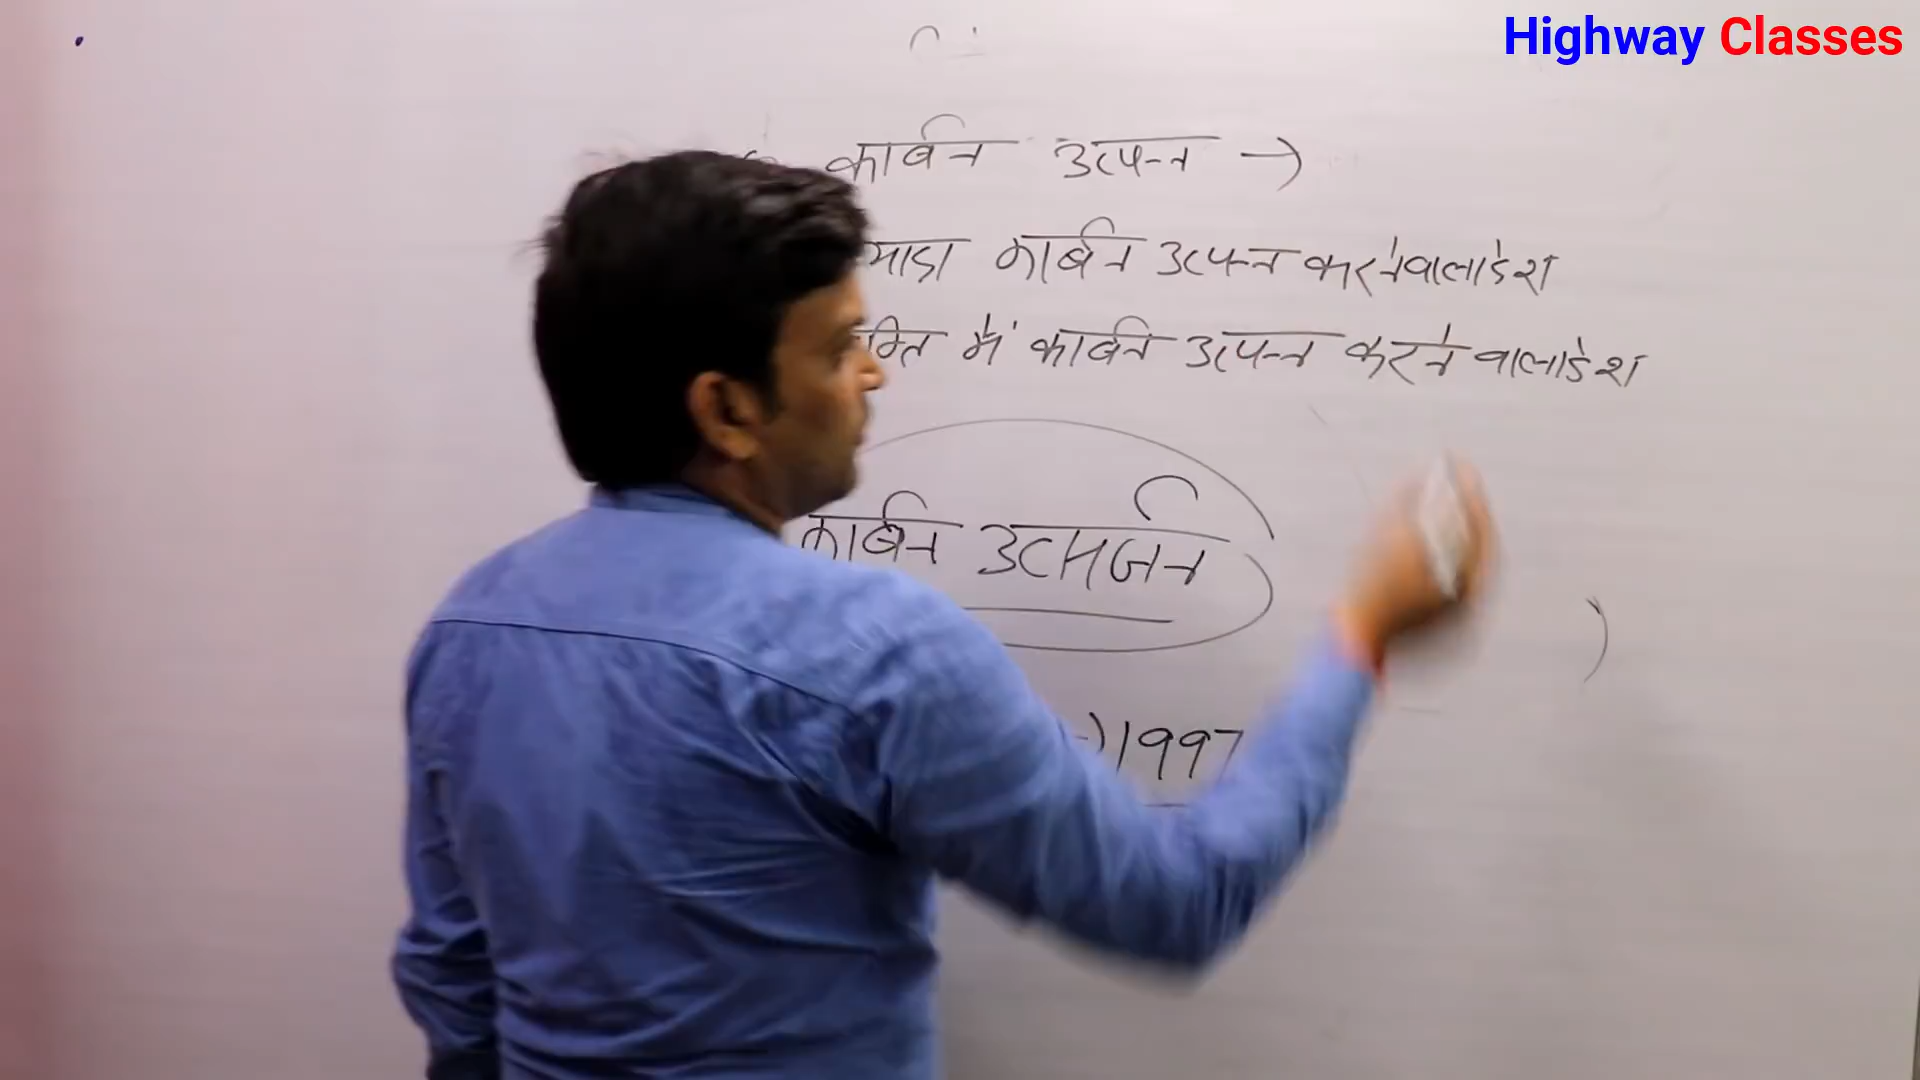 Highway Classes
कार्बन उत्पन्न →
कार्बन उत्पन्न करनेवाला देश
में कार्बन उत्पन्न करने वाला देश
कार्बन उत्सर्जन
1997